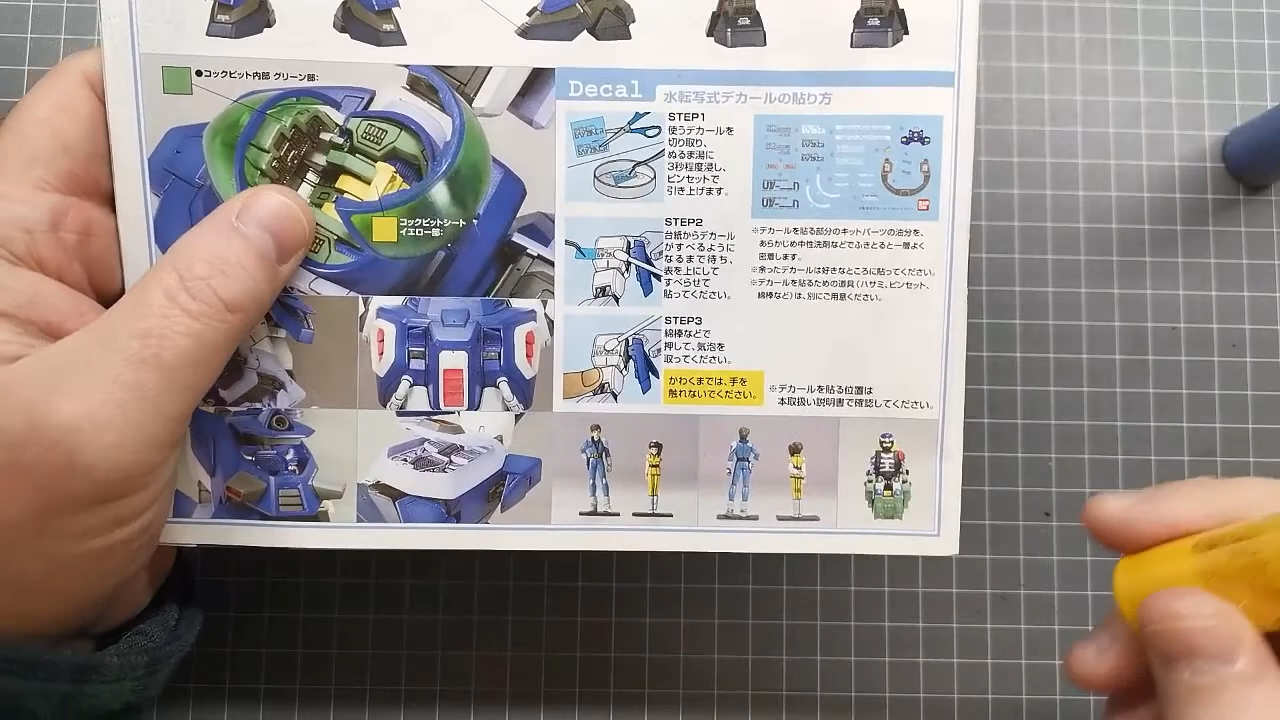 ●コックピット内部 グリーン部:
コックピットシート
イエロー部:
Decal 水転写式デカールの貼り方
STEP1
使うデカールを
切り取り、
ぬるま湯に
3秒程度浸し、
ピンセットで
引き上げます。
STEP2
台紙からデカール
がすべるように
なるまで待ち、
表を上にして
すべらせて
貼ってください。
STEP3
綿棒などで
押して、気泡を
取ってください。
かわくまでは、手を
触れないでください。
※デカールを貼る部分のキットパーツの油分を、
あらかじめ中性洗剤などでふきとると一層よく
密着します。
※余ったデカールは好きなところに貼ってください。
※デカールを貼るための道具(ハサミ、ピンセット、
綿棒など)は、別にご用意ください。
※デカールを貼る位置は
本取扱い説明書で確認してください。